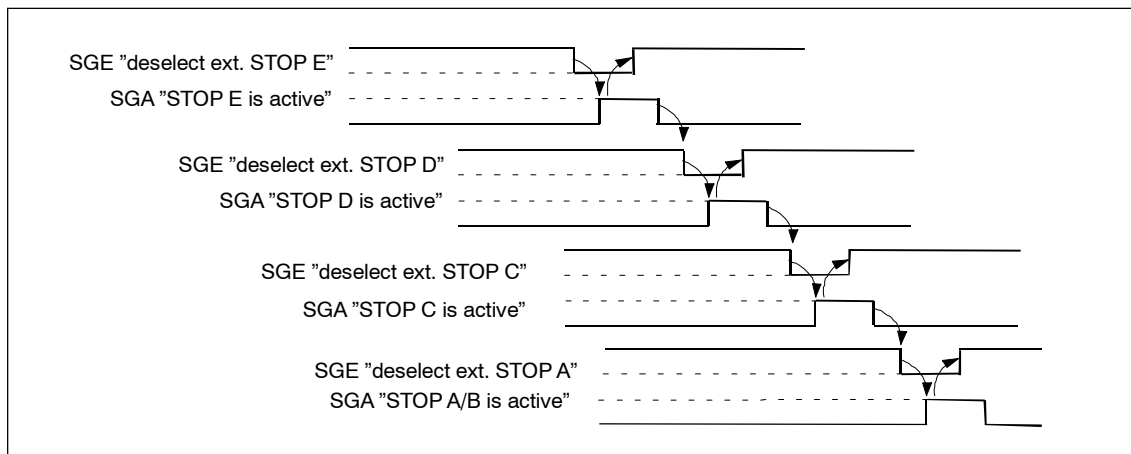 SGE ”deselect ext. STOP E”
SGA ”STOP E is active”
SGE ”deselect ext. STOP D”
SGA ”STOP D is active”
SGE ”deselect ext. STOP C”
SGA ”STOP C is active”
SGE ”deselect ext. STOP A”
SGA ”STOP A/B is active”